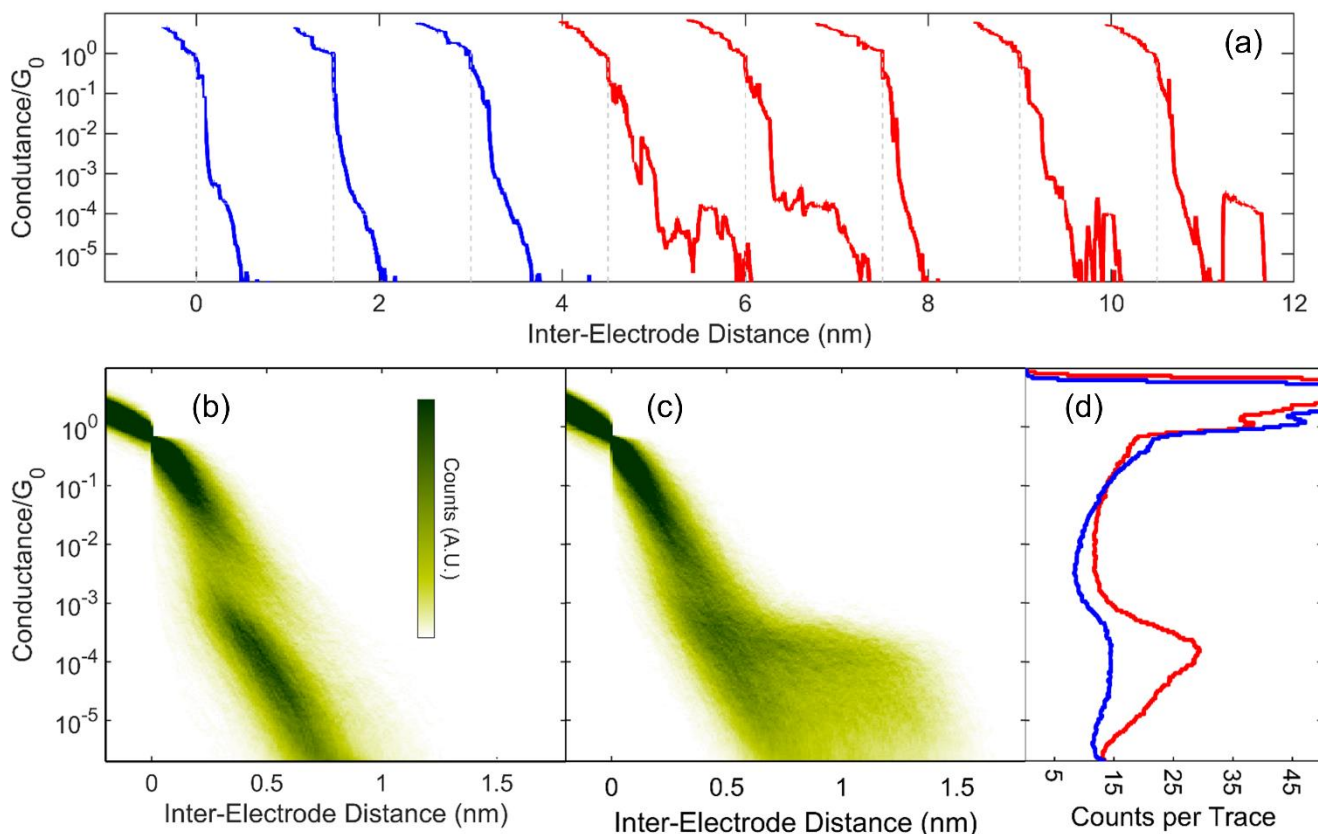 (a)
Condutance/G0
10^0
10^-1
10^-2
10^-3
10^-4
10^-5
0 2 4 6 8 10 12
Inter-Electrode Distance (nm)
(b)
Counts (A.U.)
(c)
(d)
Conductance/G0
10^0
10^-1
10^-2
10^-3
10^-4
10^-5
0 0.5 1 1.5
Inter-Electrode Distance (nm)
0 0.5 1 1.5
Inter-Electrode Distance (nm)
5 15 25 35 45
Counts per Trace